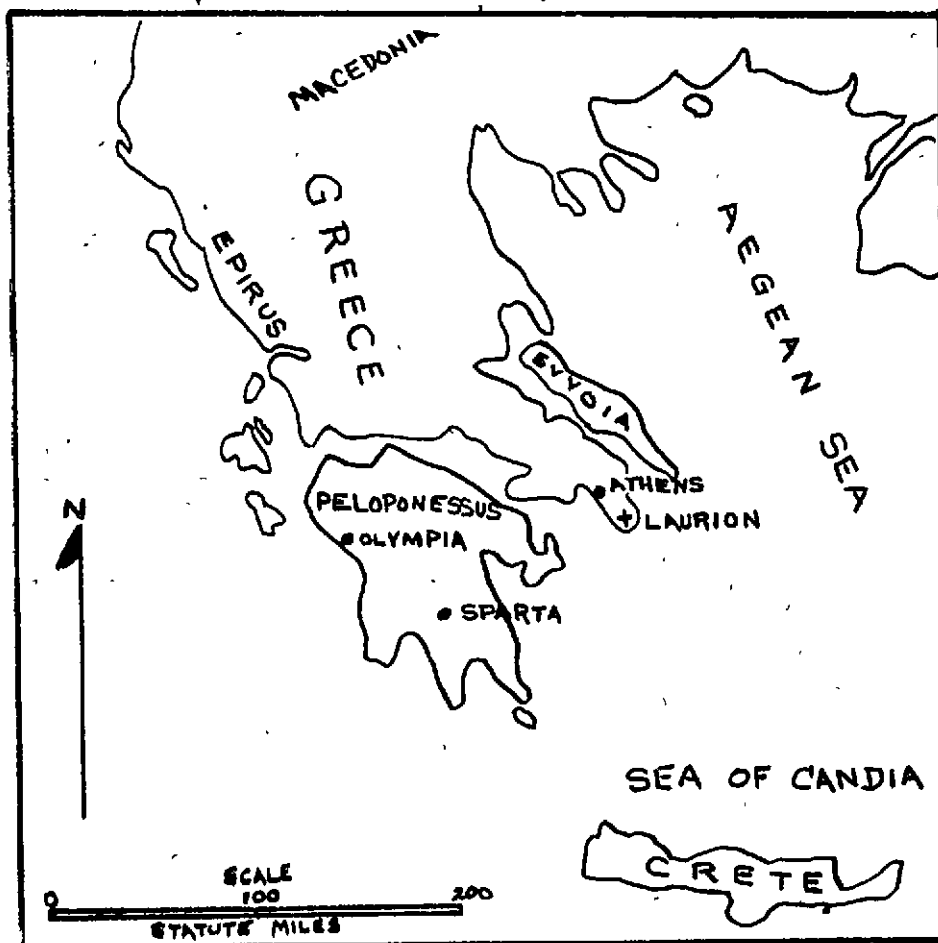 MACEDONIA
GREECE
AEGEAN SEA
EPIRUS
EVVOIA
ATHENS
LAURION
PELOPONESSUS
OLYMPIA
SPARTA
N
SEA OF CANDIA
CRETE
SCALE
0 100 200
STATUTE MILES